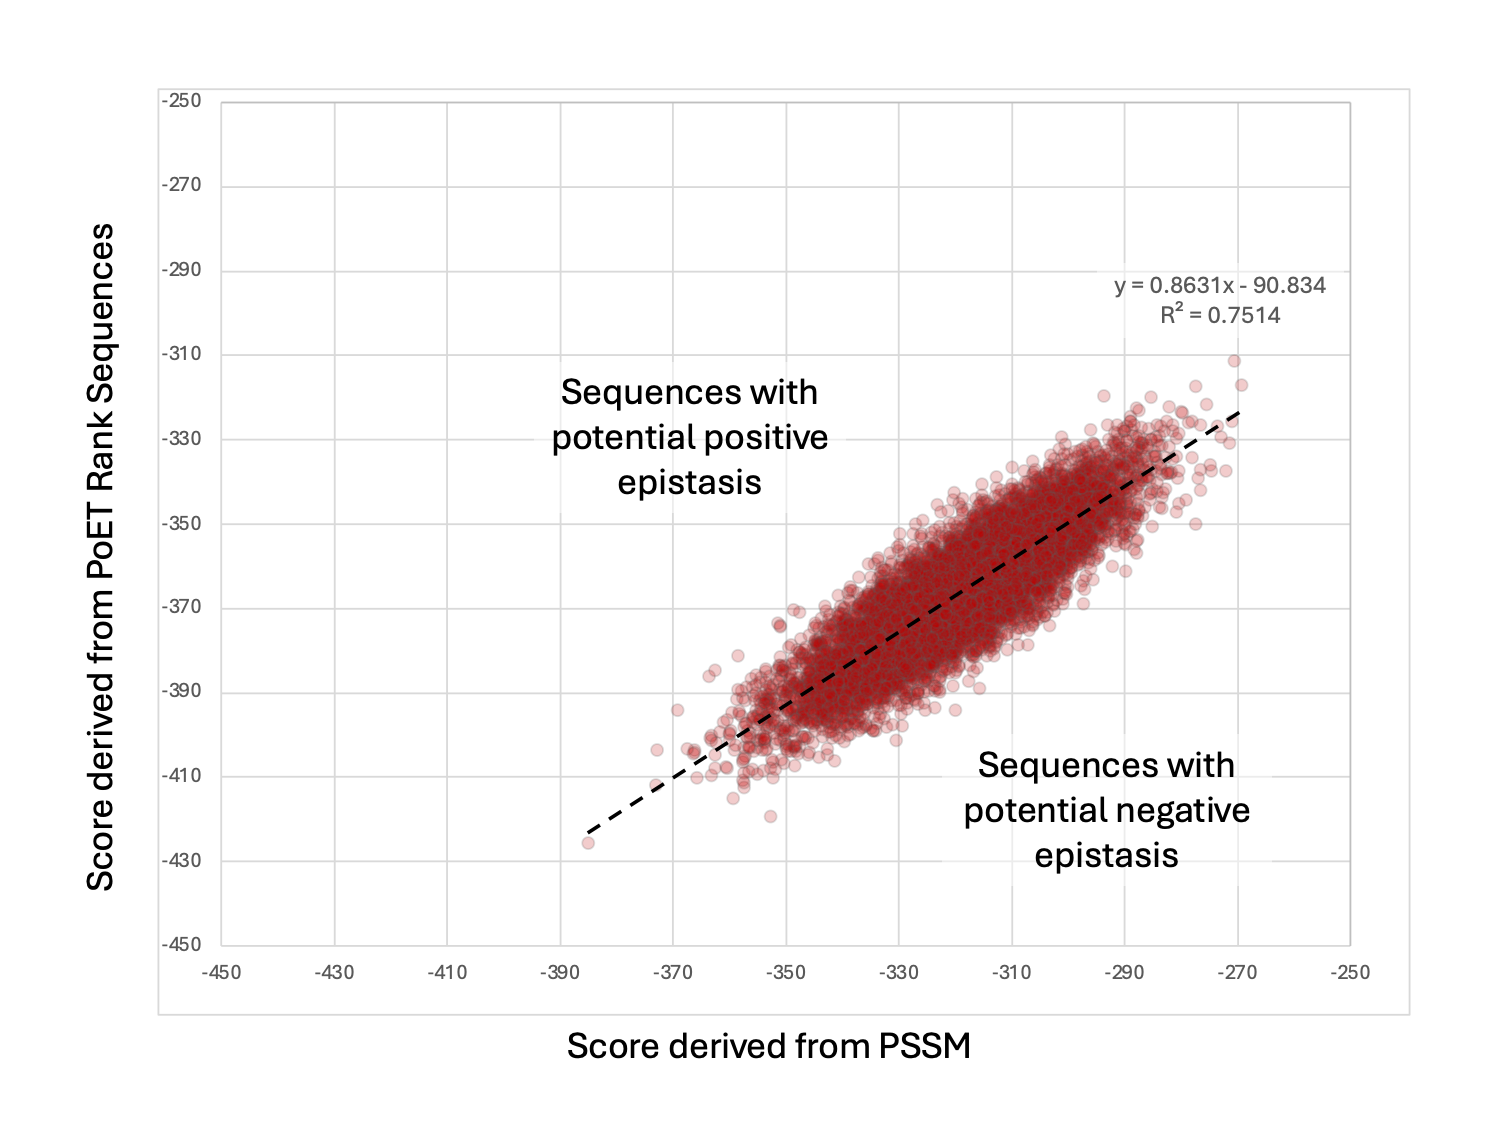 Score derived from PoET Rank Sequences
-250
-270
-290
-310
-330
-350
-370
-390
-410
-430
-450
y = 0.8631x - 90.834
R² = 0.7514
Sequences with
potential positive
epistasis
Sequences with
potential negative
epistasis
-450 -430 -410 -390 -370 -350 -330 -310 -290 -270 -250
Score derived from PSSM